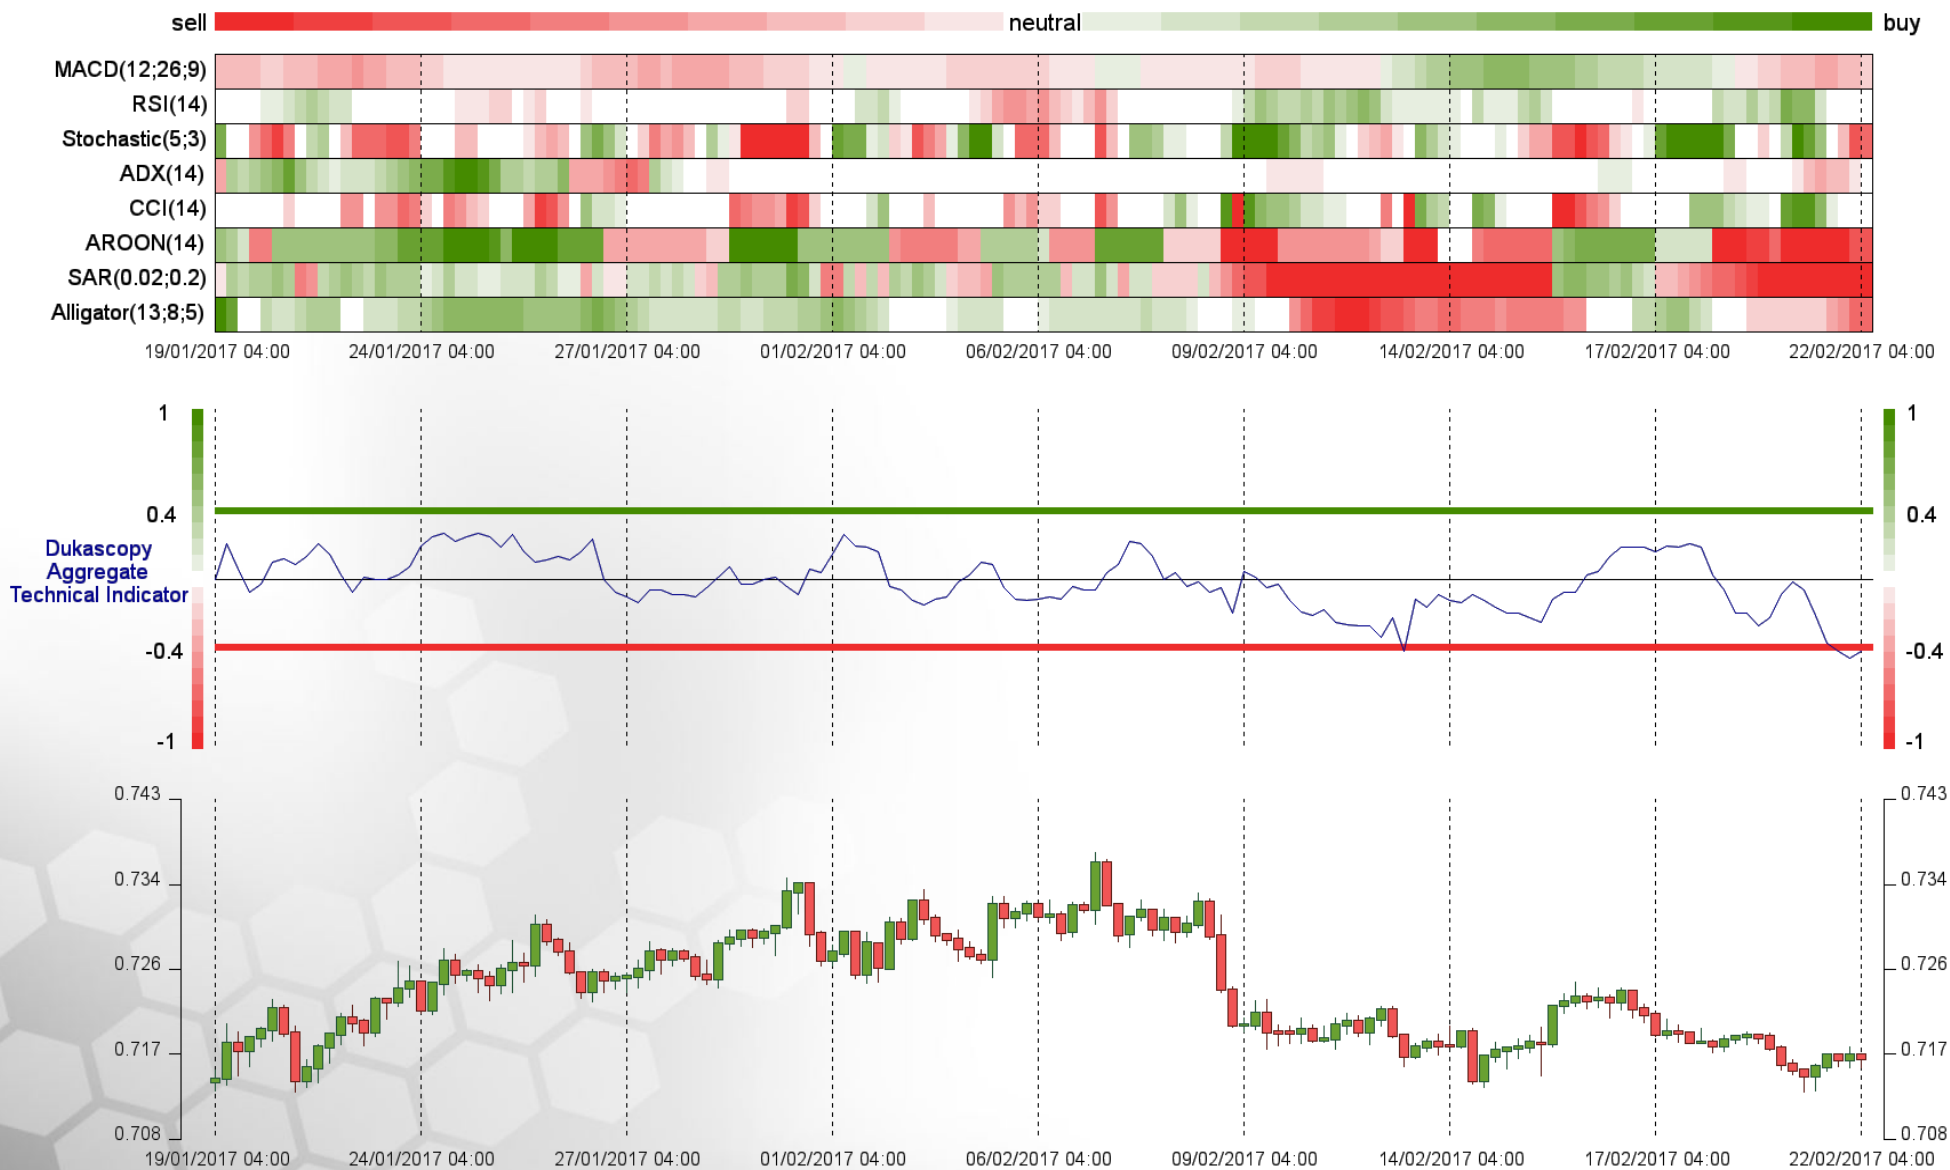 sell neutral buy
MACD(12;26;9)
RSI(14)
Stochastic(5;3)
ADX(14)
CCI(14)
AROON(14)
SAR(0.02;0.2)
Alligator(13;8;5)
19/01/2017 04:00 24/01/2017 04:00 27/01/2017 04:00 01/02/2017 04:00 06/02/2017 04:00 09/02/2017 04:00 14/02/2017 04:00 17/02/2017 04:00 22/02/2017 04:00
1 1
0.4 0.4
Dukascopy
Aggregate
Technical Indicator
-0.4 -0.4
-1 -1
0.743 0.743
0.734 0.734
0.726 0.726
0.717 0.717
0.708 0.708
19/01/2017 04:00 24/01/2017 04:00 27/01/2017 04:00 01/02/2017 04:00 06/02/2017 04:00 09/02/2017 04:00 14/02/2017 04:00 17/02/2017 04:00 22/02/2017 04:00